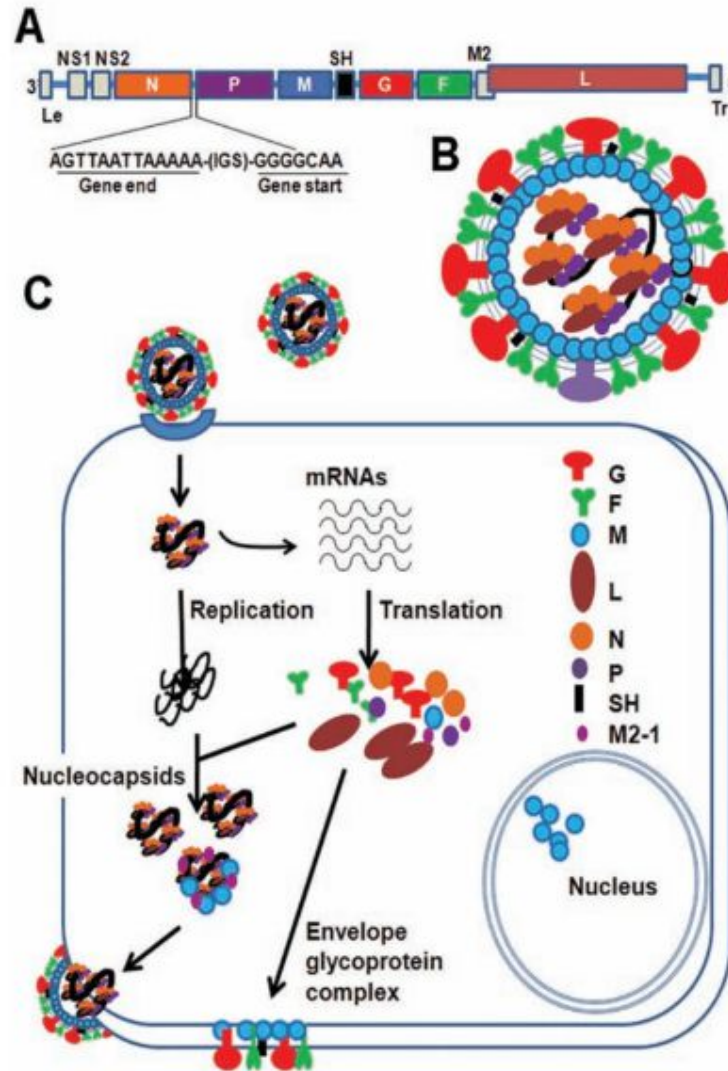 A
NS1 NS2 SH M2
3' N P M G F L
Le Tr
AGTTAATTAAAAA-(IGS)-GGGGCAA
Gene end Gene start
B
C
mRNAs
G
F
M
L
Replication Translation
N
P
SH
M2-1
Nucleocapsids
Nucleus
Envelope
glycoprotein
complex